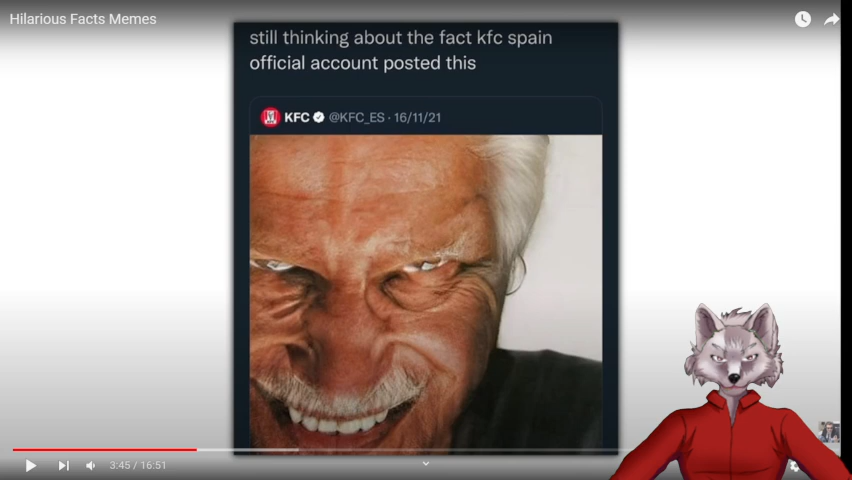 Hilarious Facts Memes
still thinking about the fact kfc spain
official account posted this
KFC @KFC_ES · 16/11/21
3:45 / 16:51